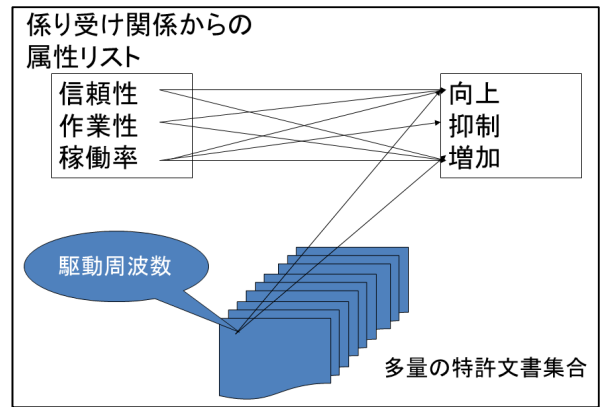 係り受け関係からの
属性リスト
信頼性
作業性
稼働率
向上
抑制
増加
駆動周波数
多量の特許文書集合